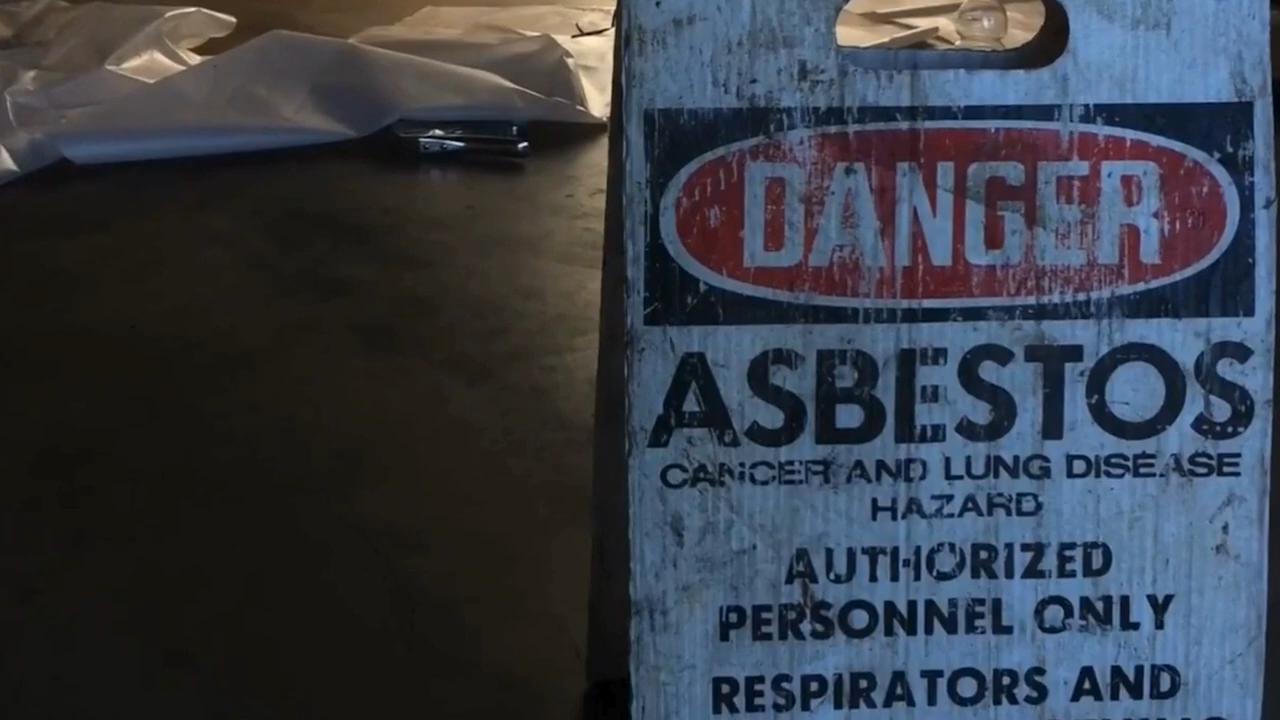 DANGER
ASBESTOS
CANCER AND LUNG DISEASE
HAZARD
AUTHORIZED
PERSONNEL ONLY
RESPIRATORS AND